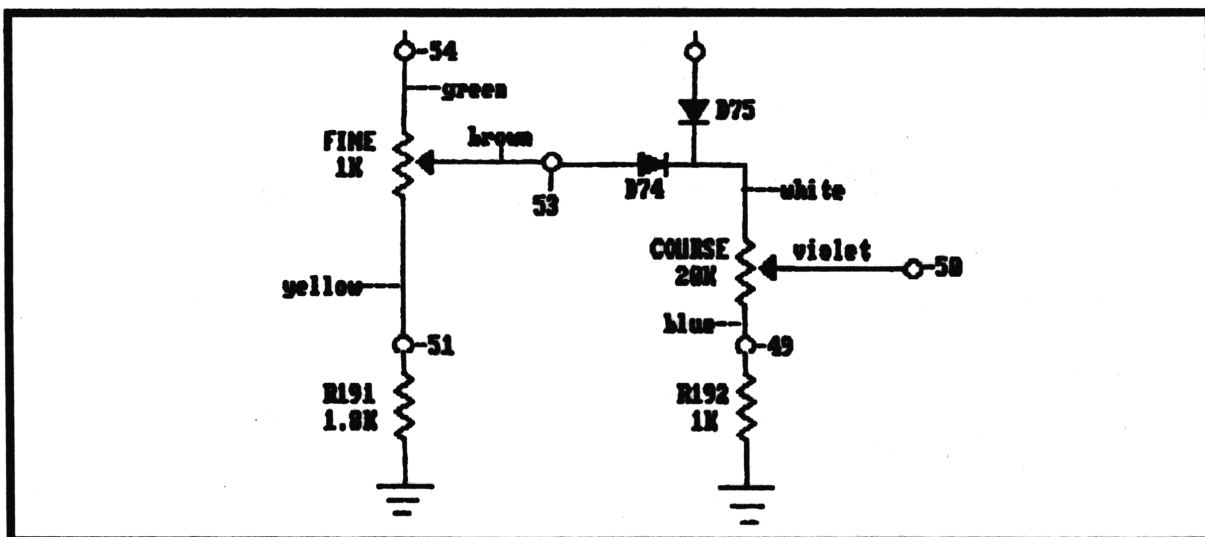 54
green
D75
FINE
1K
brown
53
D74
white
COURSE
20K
violet
50
yellow
blue
51
49
R191
1.8K
R192
1K